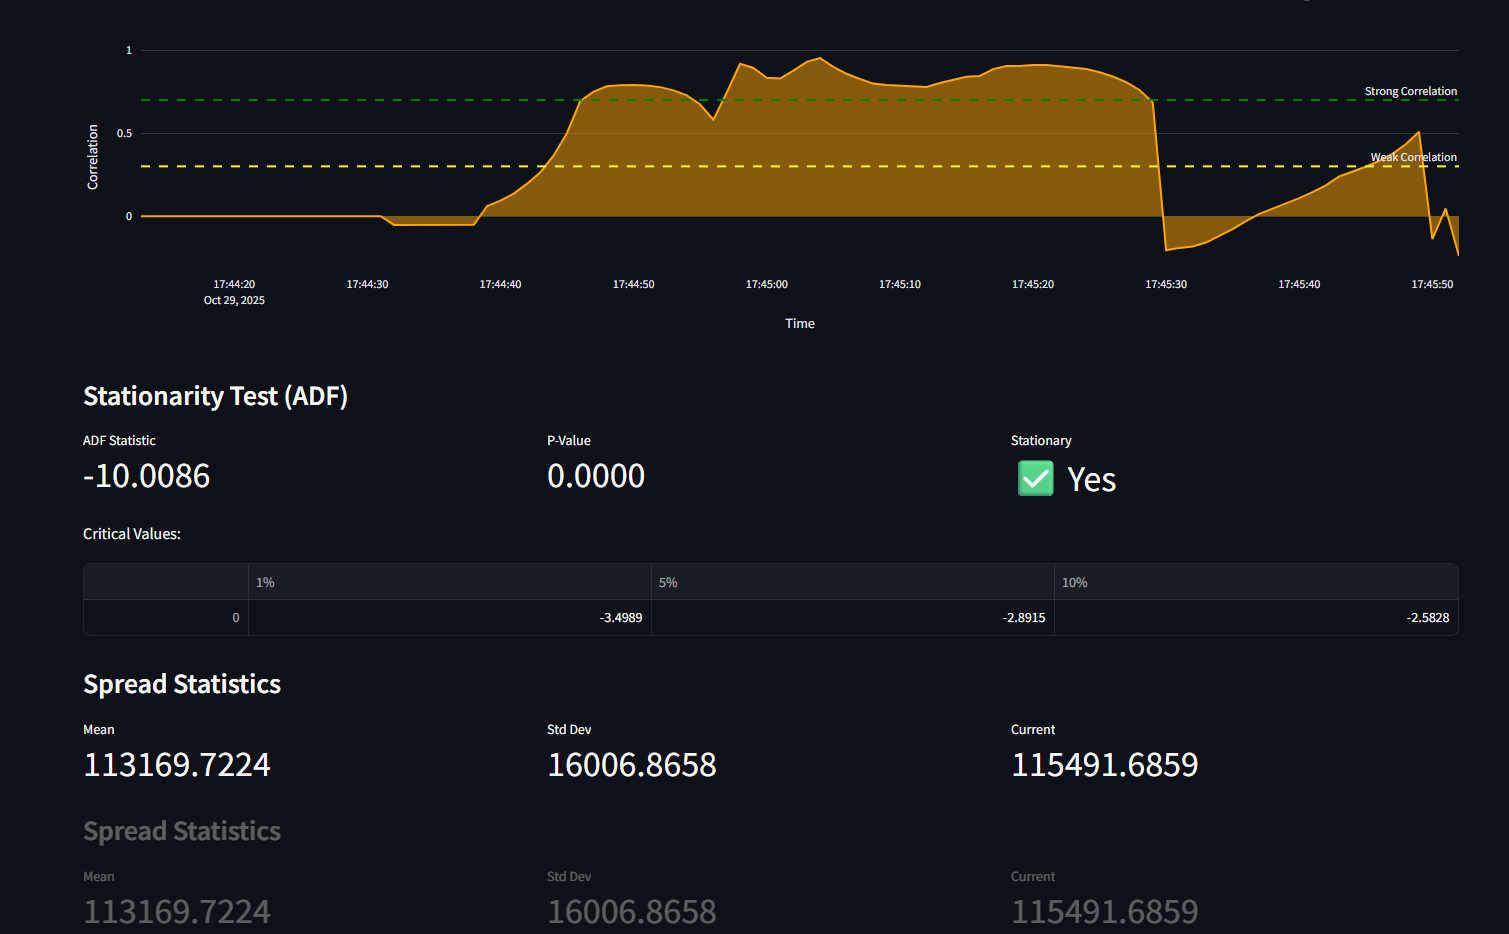 1
Strong Correlation
0.5
Weak Correlation
0
Correlation
17:44:20
Oct 29, 2025
17:44:30
17:44:40
17:44:50
17:45:00
17:45:10
17:45:20
17:45:30
17:45:40
17:45:50
Time
Stationarity Test (ADF)
ADF Statistic P-Value Stationary
-10.0086 0.0000 ✅ Yes
Critical Values:
1% 5% 10%
0 -3.4989 -2.8915 -2.5828
Spread Statistics
Mean Std Dev Current
113169.7224 16006.8658 115491.6859
Spread Statistics
Mean Std Dev Current
113169.7224 16006.8658 115491.6859